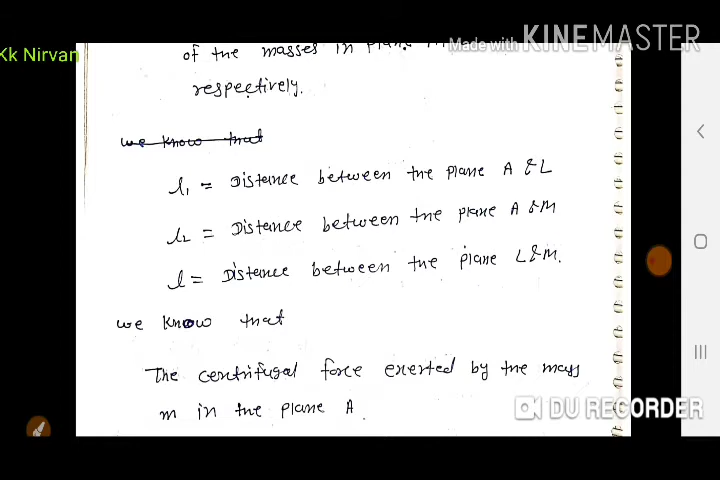 Kk Nirvan
Made with KINEMASTER
of the masses in plane
respectively.
we know that
l₁ = Distance between the plane A & L
l₂ = Distance between the plane A & M
l = Distance between the plane L & M.
we know that
The centrifugal force exerted by the mass
m in the plane A.
DU RECORDER